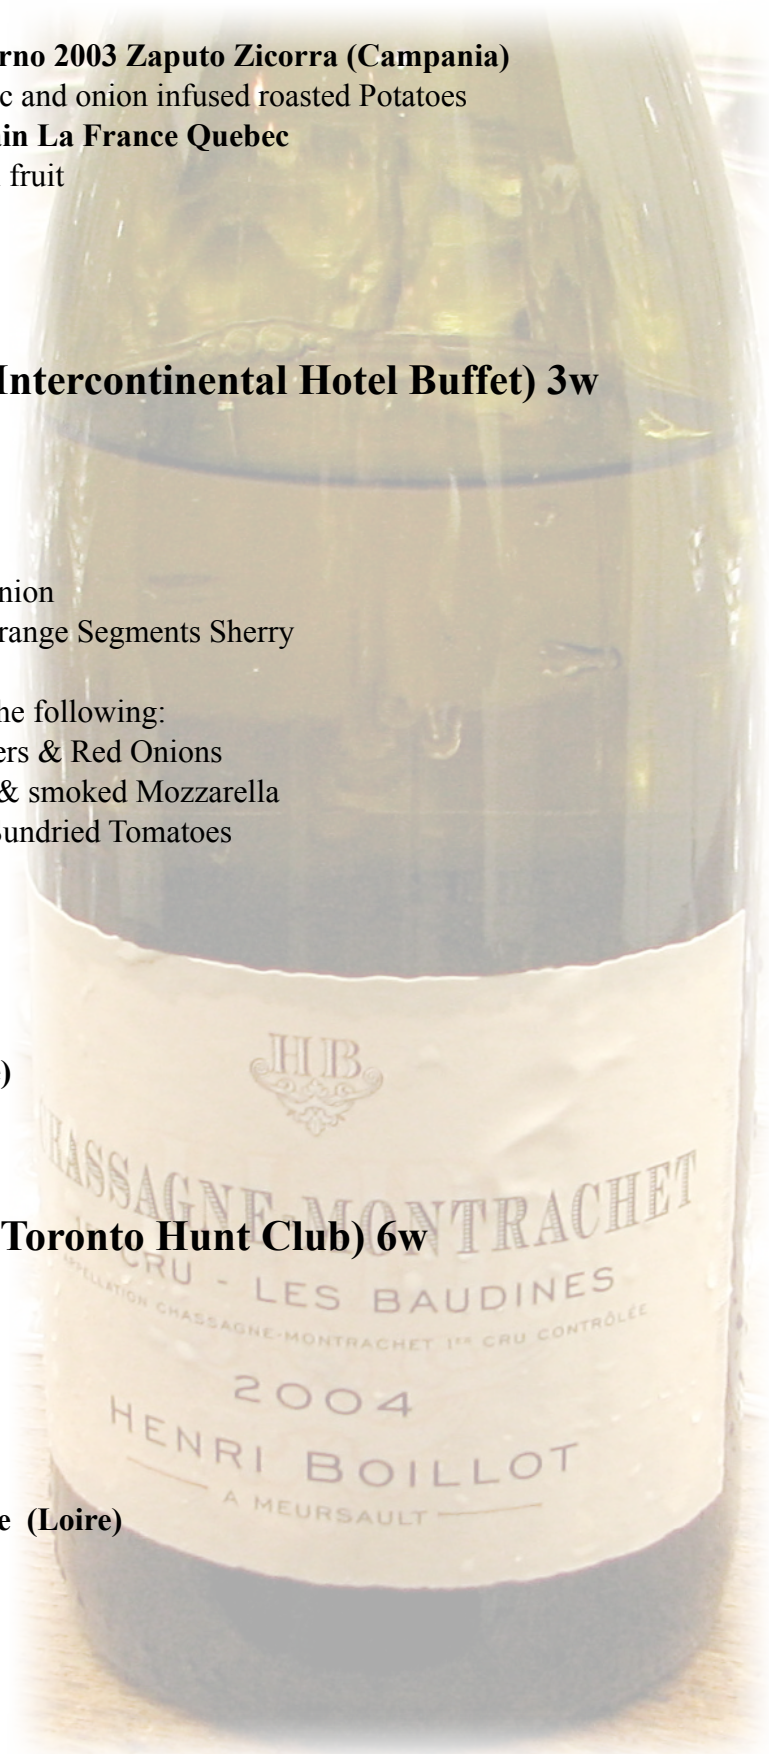 rno 2003 Zaputo Zicorra (Campania)
c and onion infused roasted Potatoes
in La France Quebec
fruit
Intercontinental Hotel Buffet) 3w
nion
range Segments Sherry
he following:
ers & Red Onions
& smoked Mozzarella
Sundried Tomatoes
HB
)
CHASSAGNE-MONTRACHET
Toronto Hunt Club) 6w
CRU - LES BAUDINES
APPELLATION CHASSAGNE-MONTRACHET 1ER CRU CONTRÔLÉE
2004
HENRI BOILLOT
A MEURSAULT
e (Loire)